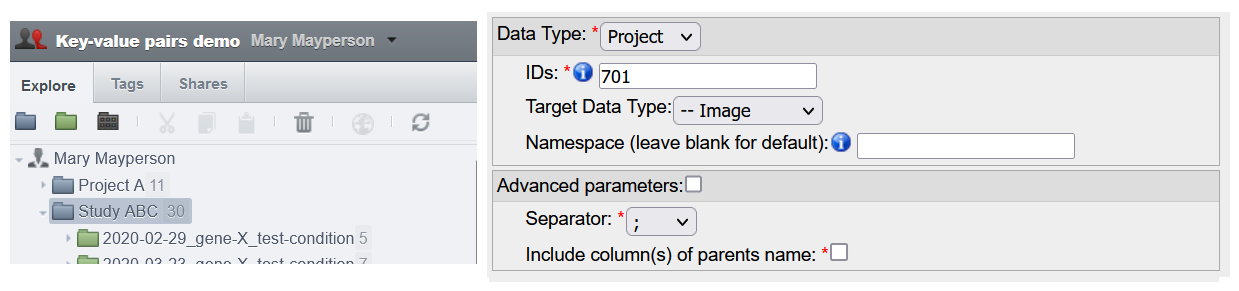 Key-value pairs demo Mary Mayperson
Explore Tags Shares
Mary Mayperson
Project A 11
Study ABC 30
2020-02-29_gene-X_test-condition 5
2020-03-23_gene-X_test-condition 7
Data Type: * Project
IDs: * 701
Target Data Type: -- Image
Namespace (leave blank for default):
Advanced parameters:
Separator: * ;
Include column(s) of parents name: *